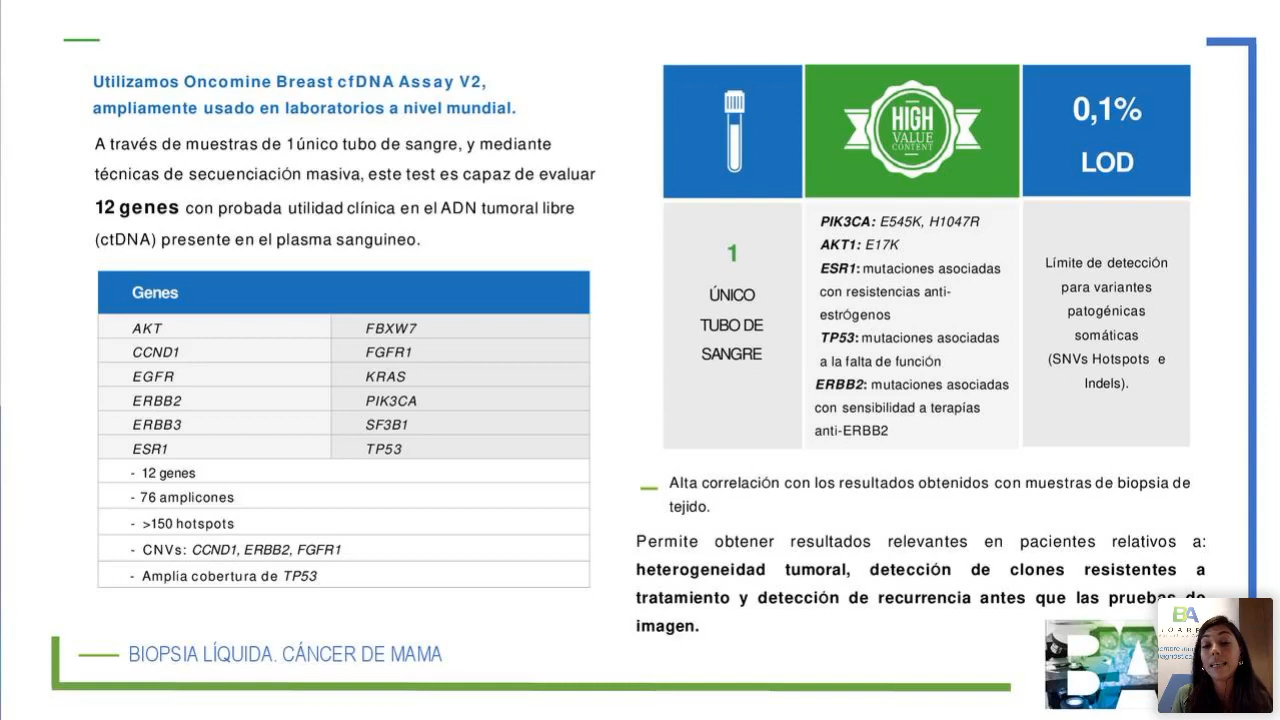 Utilizamos Oncomine Breast cfDNA Assay V2,
ampliamente usado en laboratorios a nivel mundial.
A través de muestras de 1único tubo de sangre, y mediante
técnicas de secuenciación masiva, este test es capaz de evaluar
12 genes con probada utilidad clínica en el ADN tumoral libre
(ctDNA) presente en el plasma sanguineo.
Genes
AKT FBXW7
CCND1 FGFR1
EGFR KRAS
ERBB2 PIK3CA
ERBB3 SF3B1
ESR1 TP53
- 12 genes
- 76 amplicones
- >150 hotspots
- CNVs: CCND1, ERBB2, FGFR1
- Amplia cobertura de TP53
HIGH
VALUE
CONTENT
0,1%
LOD
1
ÚNICO
TUBO DE
SANGRE
PIK3CA: E545K, H1047R
AKT1: E17K
ESR1: mutaciones asociadas
con resistencias anti-
estrógenos
TP53: mutaciones asociadas
a la falta de función
ERBB2: mutaciones asociadas
con sensibilidad a terapías
anti-ERBB2
Límite de detección
para variantes
patogénicas
somáticas
(SNVs Hotspots e
Indels).
Alta correlación con los resultados obtenidos con muestras de biopsia de
tejido.
Permite obtener resultados relevantes en pacientes relativos a:
heterogeneidad tumoral, detección de clones resistentes a
tratamiento y detección de recurrencia antes que las pruebas de
imagen.
BIOPSIA LÍQUIDA. CÁNCER DE MAMA
BA
BA